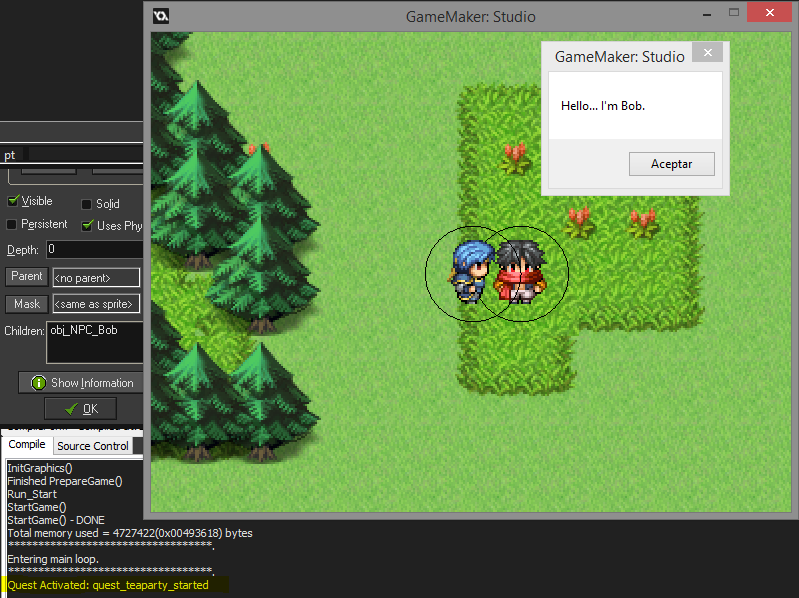 GameMaker: Studio
GameMaker: Studio
Hello... I'm Bob.
Aceptar
pt
Visible
Solid
Persistent
Uses Phy
Depth: 0
Parent <no parent>
Mask <same as sprite>
Children: obj_NPC_Bob
Show Information
OK
Compile Source Control
InitGraphics()
Finished PrepareGame()
Run_Start
StartGame()
StartGame() - DONE
Total memory used = 4727422(0x00493618) bytes
***********************************.
Entering main loop.
***********************************.
Quest Activated: quest_teaparty_started